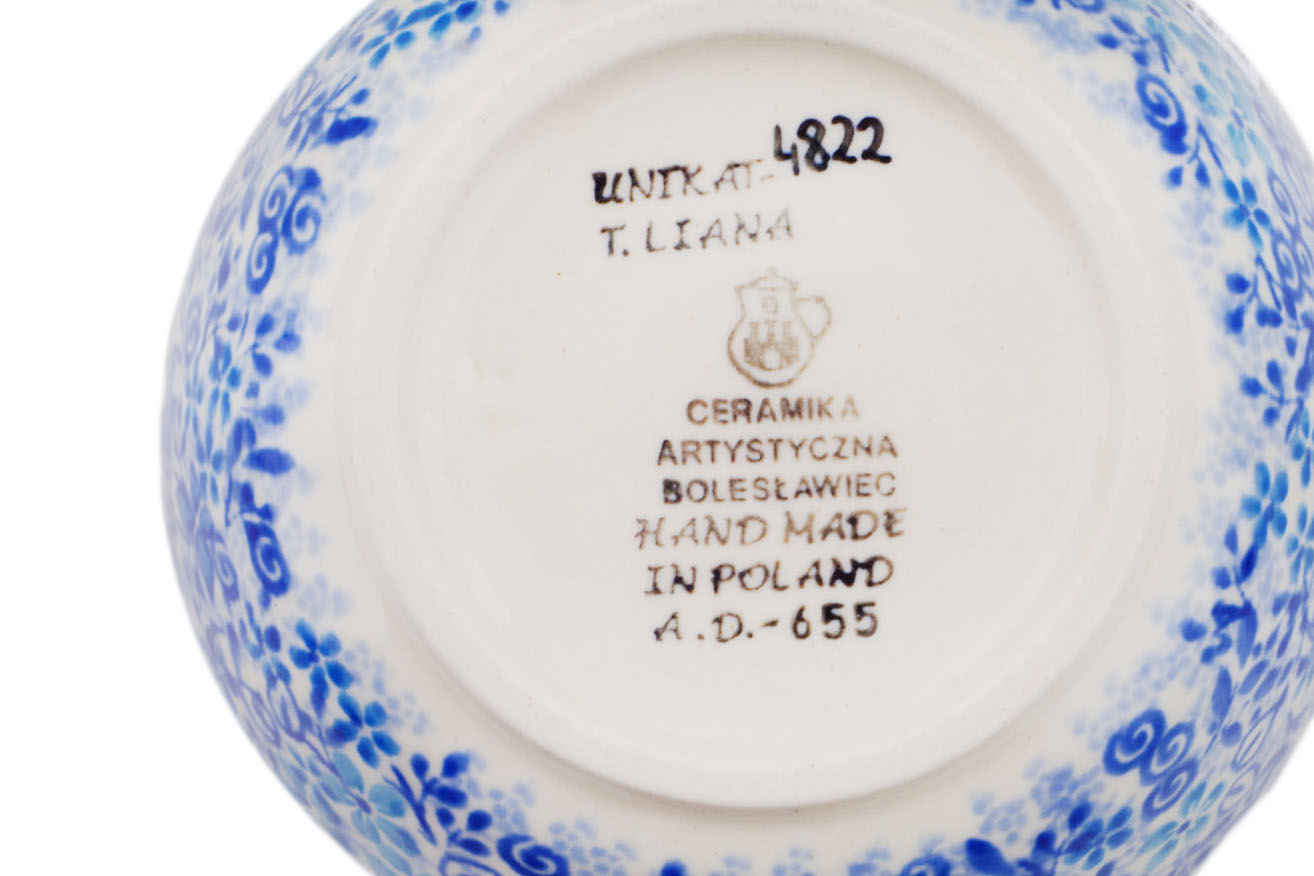 UNIKAT-4822
T. LIANA
CERAMIKA
ARTYSTYCZNA
BOLESŁAWIEC
HAND MADE
IN POLAND
A.D.-655